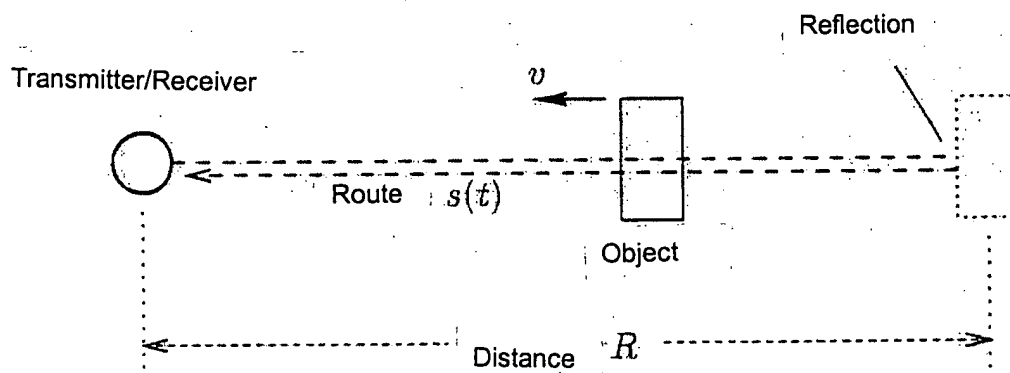 Reflection
Transmitter/Receiver
v
Route s(t)
Object
Distance R